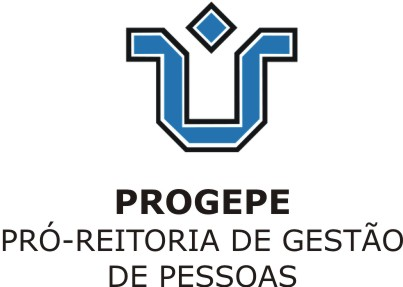 PROGEPE
PRÓ-REITORIA DE GESTÃO
DE PESSOAS